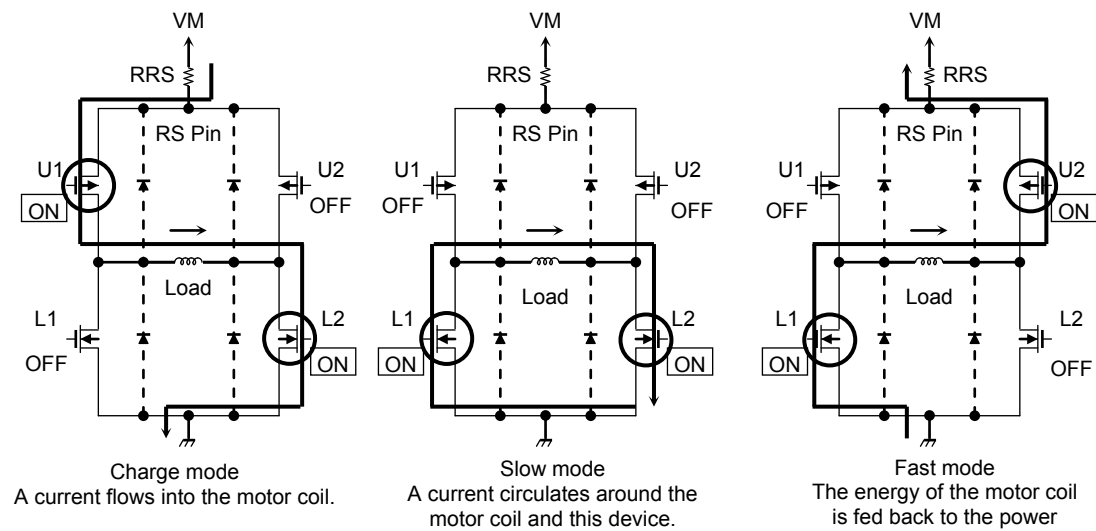 VM
RRS
RS Pin
U1
U2
ON
OFF
Load
L1
L2
OFF
ON
Charge mode
A current flows into the motor coil.
VM
RRS
RS Pin
U1
U2
OFF
OFF
Load
L1
L2
ON
ON
Slow mode
A current circulates around the
motor coil and this device.
VM
RRS
RS Pin
U1
U2
OFF
ON
Load
L1
L2
ON
OFF
Fast mode
The energy of the motor coil
is fed back to the power